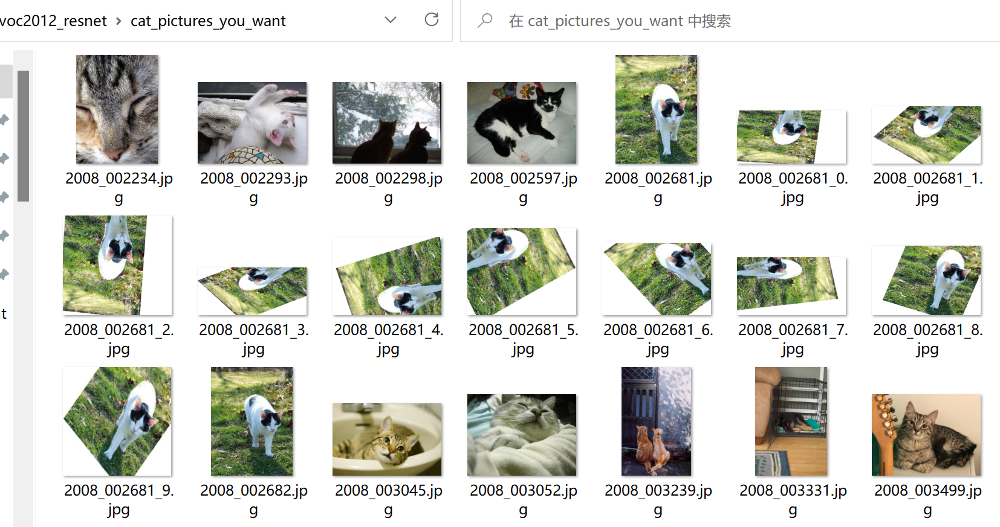 voc2012_resnet > cat_pictures_you_want
在 cat_pictures_you_want 中搜索
2008_002234.jp
g
2008_002293.jp
g
2008_002298.jp
g
2008_002597.jp
g
2008_002681.jp
g
2008_002681_0.
jpg
2008_002681_1.
jpg
2008_002681_2.
jpg
2008_002681_3.
jpg
2008_002681_4.
jpg
2008_002681_5.
jpg
2008_002681_6.
jpg
2008_002681_7.
jpg
2008_002681_8.
jpg
t
2008_002681_9.
jpg
2008_002682.jp
g
2008_003045.jp
g
2008_003052.jp
g
2008_003239.jp
g
2008_003331.jp
g
2008_003499.jp
g